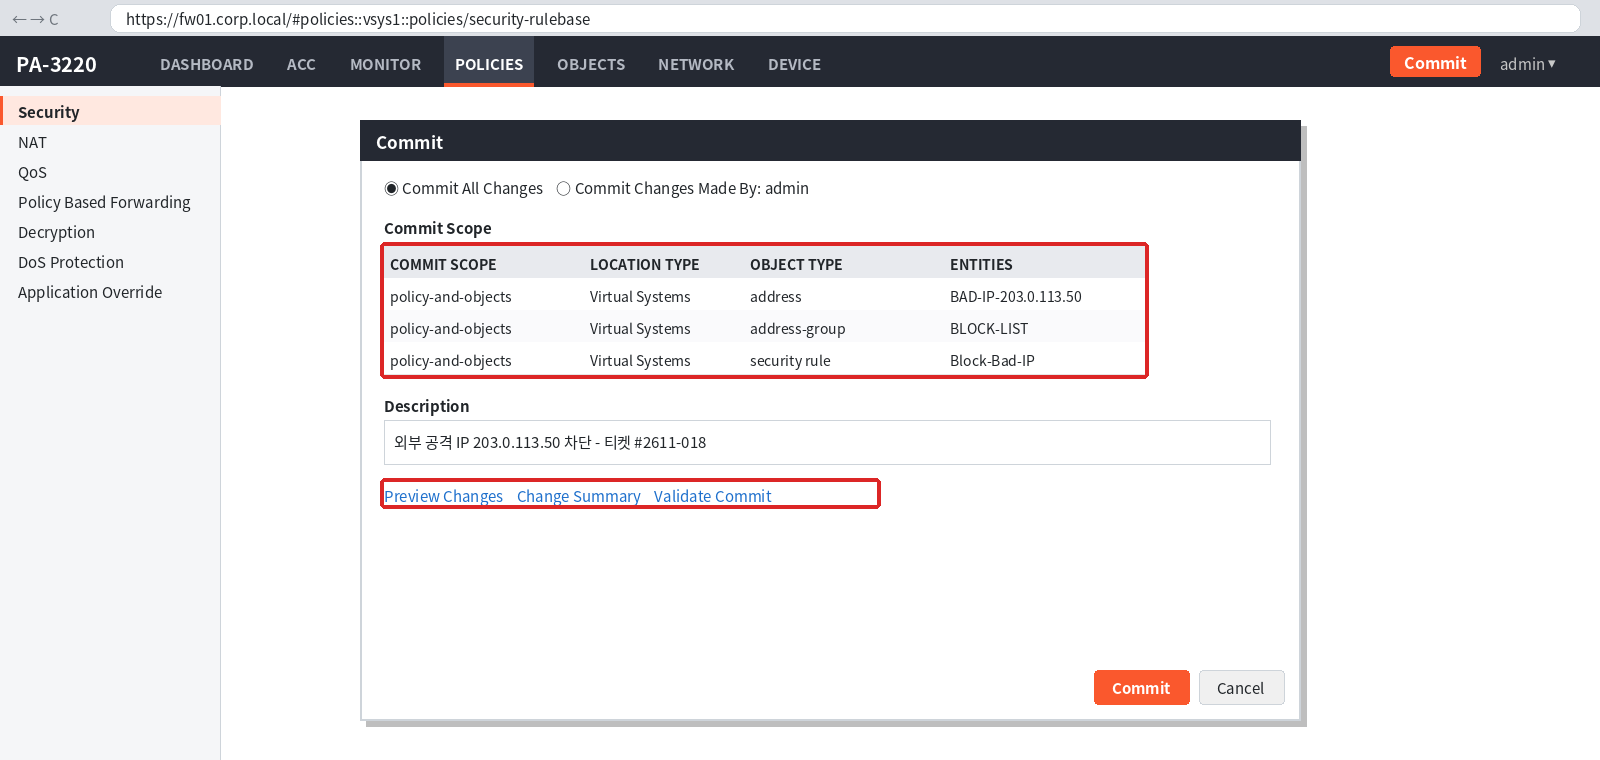 ← → C https://fw01.corp.local/#policies::vsys1::policies/security-rulebase
PA-3220 DASHBOARD ACC MONITOR POLICIES OBJECTS NETWORK DEVICE Commit admin ▾
Security
NAT
QoS
Policy Based Forwarding
Decryption
DoS Protection
Application Override
Commit
Commit All Changes Commit Changes Made By: admin
Commit Scope
COMMIT SCOPE LOCATION TYPE OBJECT TYPE ENTITIES
policy-and-objects Virtual Systems address BAD-IP-203.0.113.50
policy-and-objects Virtual Systems address-group BLOCK-LIST
policy-and-objects Virtual Systems security rule Block-Bad-IP
Description
외부 공격 IP 203.0.113.50 차단 - 티켓 #2611-018
Preview Changes Change Summary Validate Commit
Commit Cancel